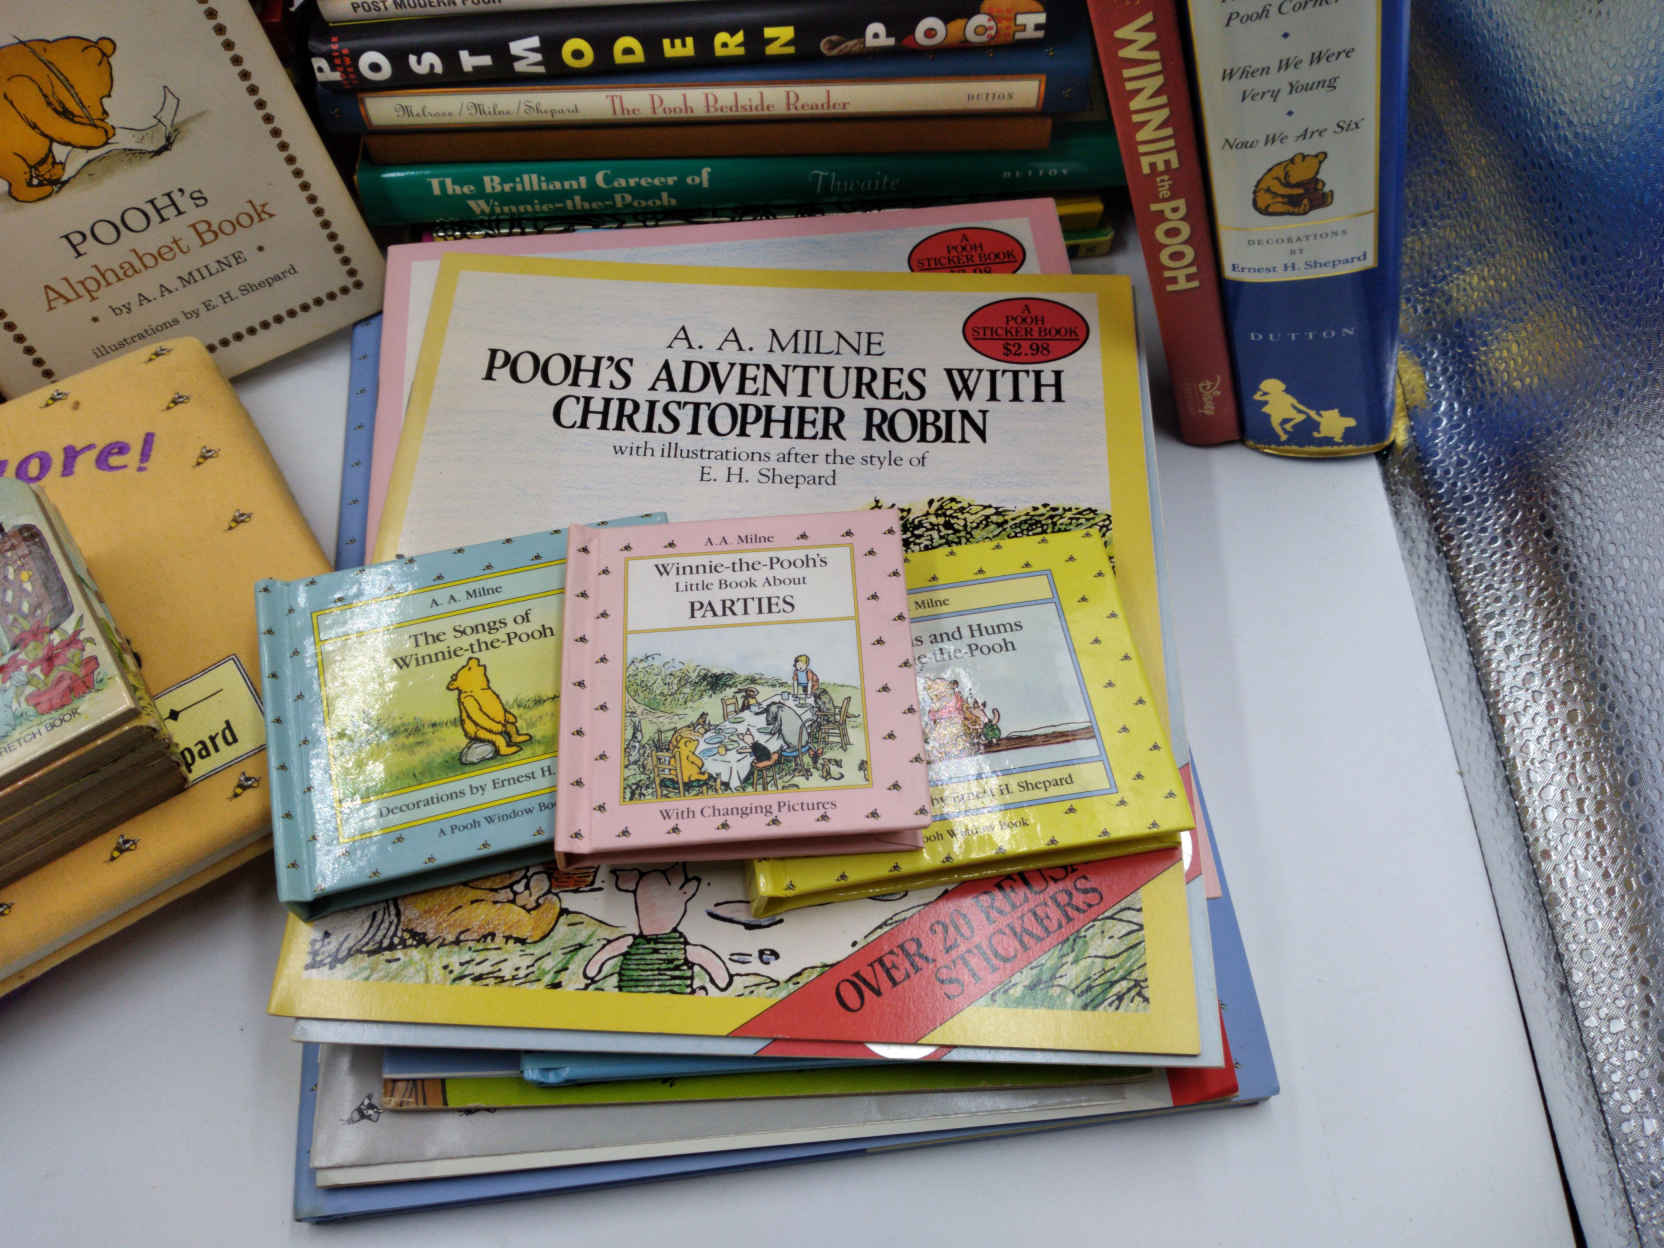 POST MODERN POOH
POSTMODERN POOH
Melrose/Milne/Shepard The Pooh Bedside Reader DUTTON
The Brilliant Career of
Winnie-the-Pooh
Thwaite DUTTON
WINNIE the POOH
Disney
Pooh Corner
When We Were
Very Young
Now We Are Six
DECORATIONS
BY
Ernest H. Shepard
DUTTON
POOH's
Alphabet Book
by A. A. MILNE
illustrations by E. H. Shepard
A
POOH
STICKER BOOK
A. A. MILNE
POOH'S ADVENTURES WITH
CHRISTOPHER ROBIN
with illustrations after the style of
E. H. Shepard
A
POOH
STICKER BOOK
$2.98
OVER 20
STICKERS
A. A. Milne
The Songs of
Winnie-the-Pooh
Decorations by Ernest H.
A Pooh Window
A.A. Milne
Winnie-the-Pooh's
Little Book About
PARTIES
With Changing Pictures
Milne
and Hums
the-Pooh
H. Shepard
Window Book
BOOK